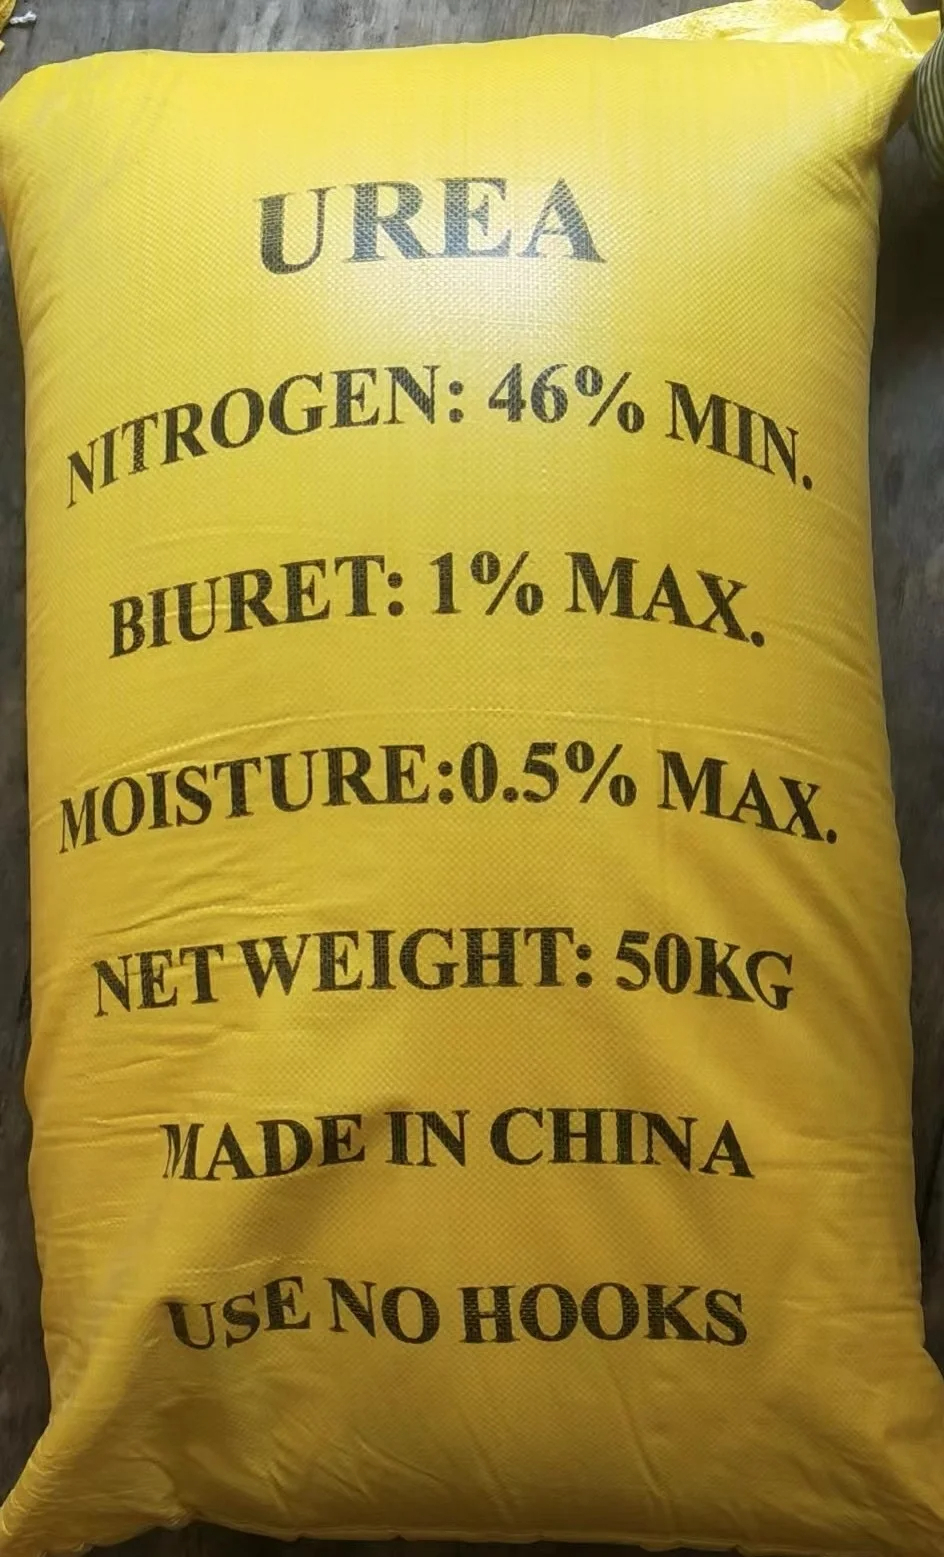 UREA
NITROGEN: 46% MIN.
BIURET: 1% MAX.
MOISTURE:0.5% MAX.
NET WEIGHT: 50KG
MADE IN CHINA
USE NO HOOKS